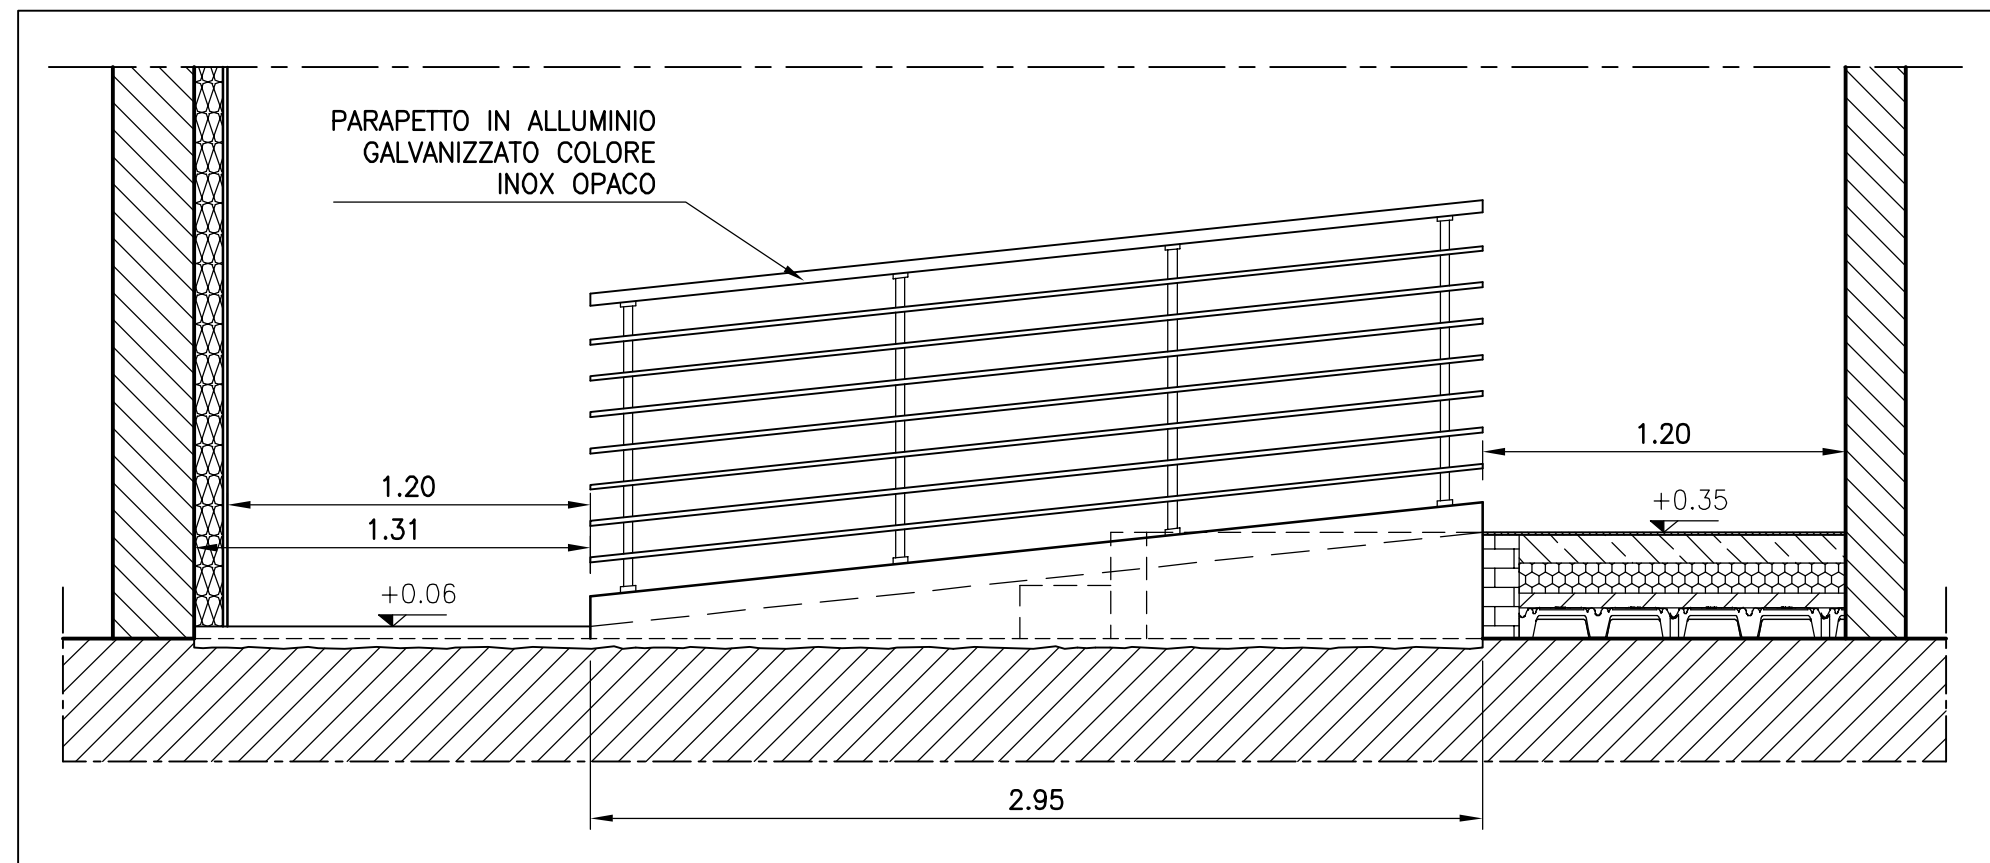 PARAPETTO IN ALLUMINIO
GALVANIZZATO COLORE
INOX OPACO
1.20
1.20
1.31
+0.35
+0.06
2.95